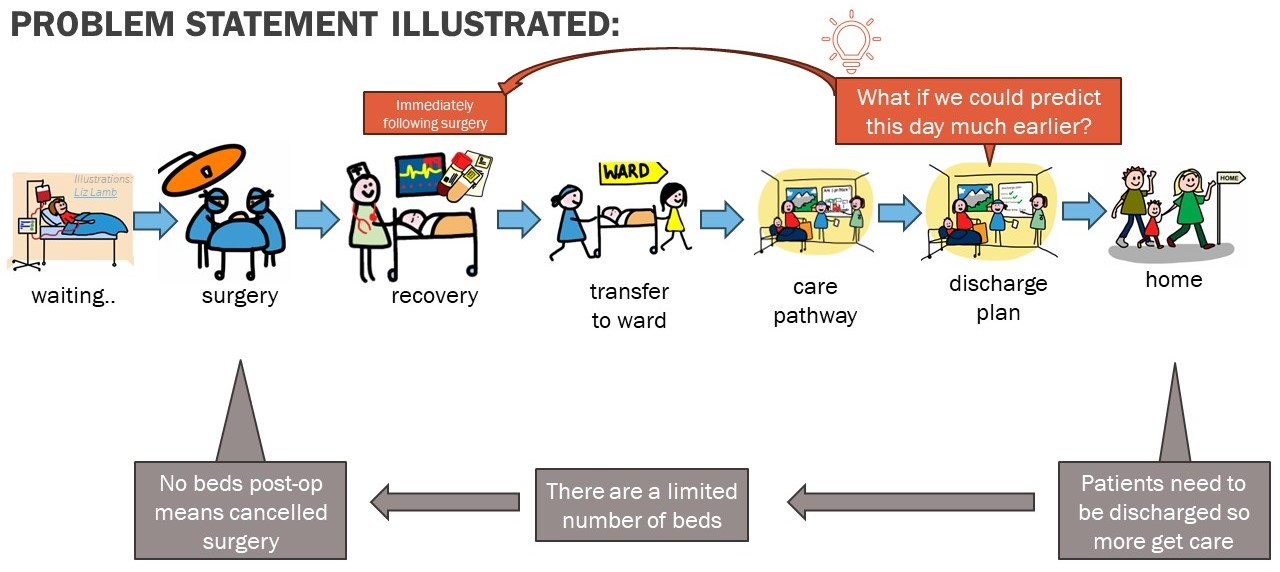 PROBLEM STATEMENT ILLUSTRATED:
Immediately
following surgery
What if we could predict
this day much earlier?
Illustrations:
Liz Lamb
WARD
HOME
waiting..
surgery
recovery
transfer
to ward
care
pathway
discharge
plan
home
No beds post-op
means cancelled
surgery
There are a limited
number of beds
Patients need to
be discharged so
more get care